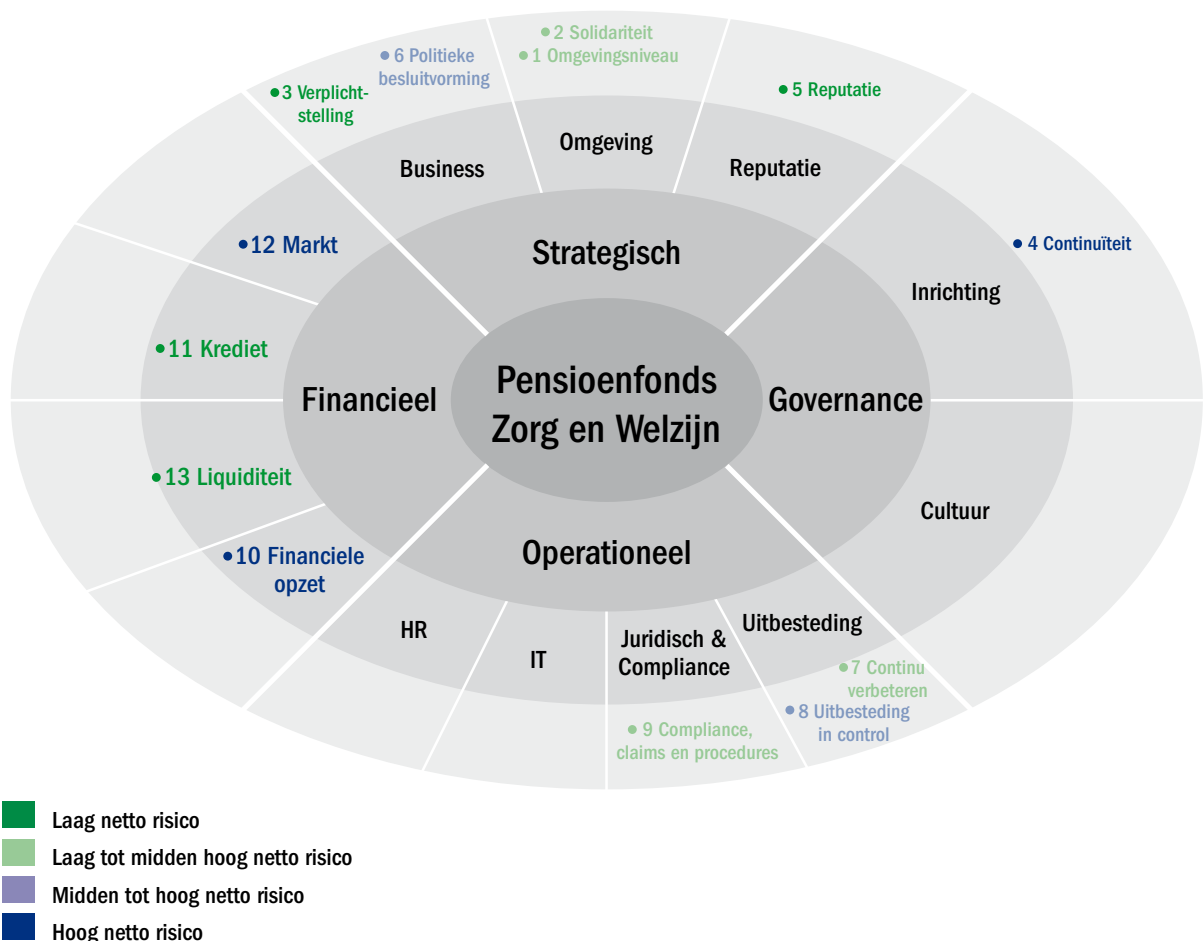 • 2 Solidariteit
• 1 Omgevingsniveau
• 6 Politieke
besluitvorming
• 3 Verplicht-
stelling
• 5 Reputatie
Omgeving
Business
Reputatie
• 12 Markt
Strategisch
• 4 Continuïteit
Inrichting
• 11 Krediet
Pensioenfonds
Zorg en Welzijn
Financieel
Governance
• 13 Liquiditeit
Cultuur
• 10 Financiele
opzet
Operationeel
HR
IT
Juridisch &
Compliance
Uitbesteding
• 7 Continu
verbeteren
• 8 Uitbesteding
in control
• 9 Compliance,
claims en procedures
Laag netto risico
Laag tot midden hoog netto risico
Midden tot hoog netto risico
Hoog netto risico